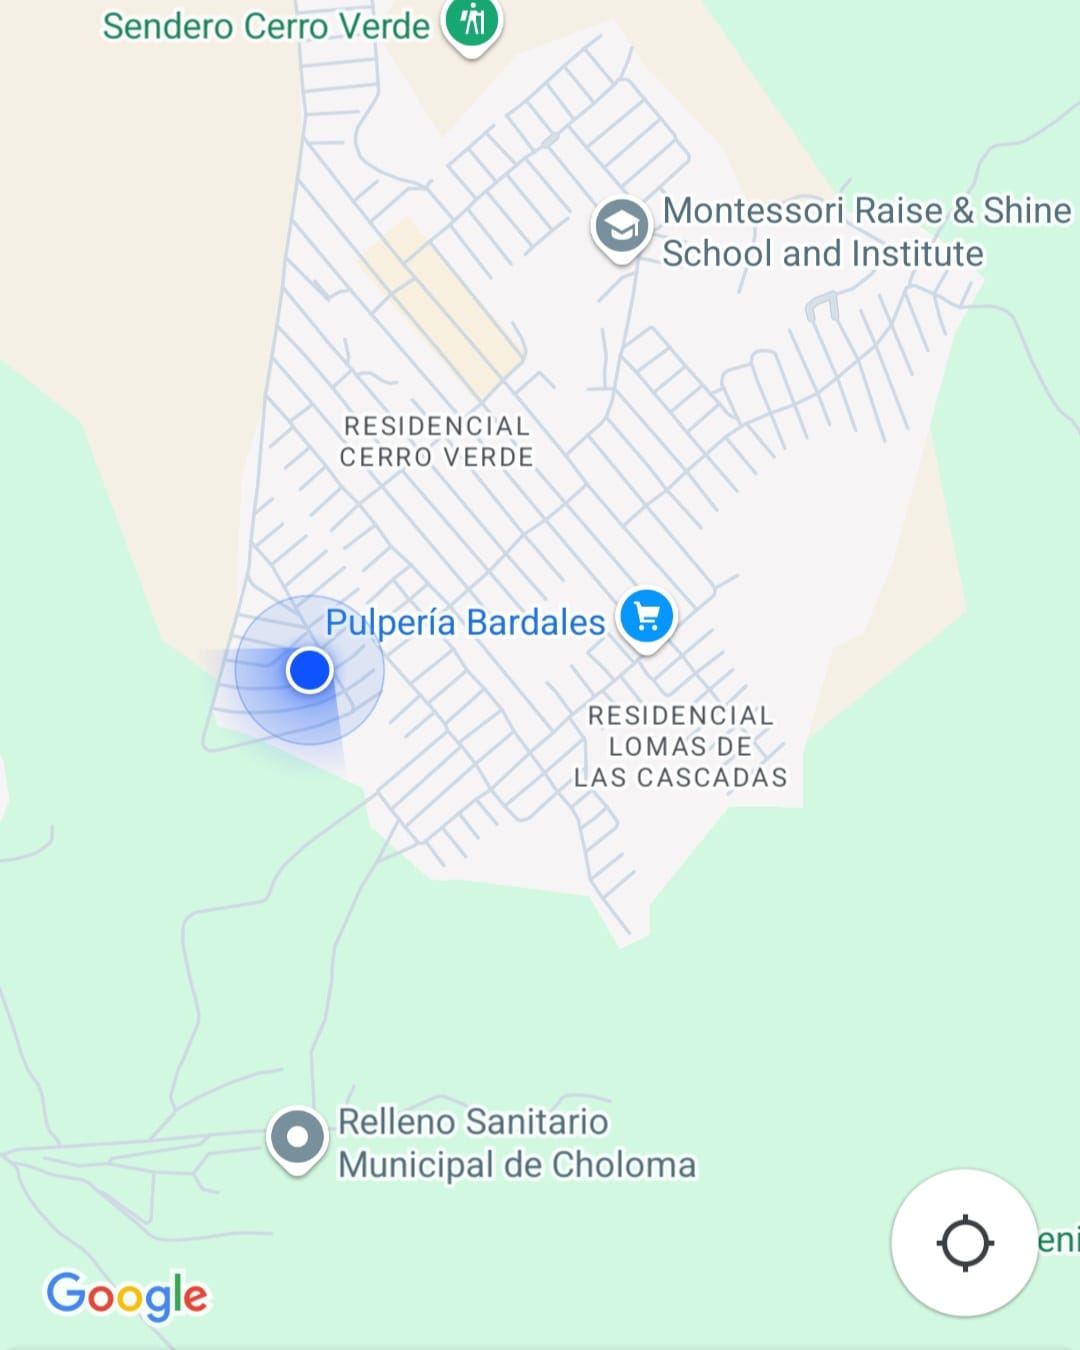 Sendero Cerro Verde
Montessori Raise & Shine
School and Institute
RESIDENCIAL
CERRO VERDE
Pulpería Bardales
RESIDENCIAL
LOMAS DE
LAS CASCADAS
Relleno Sanitario
Municipal de Choloma
Google